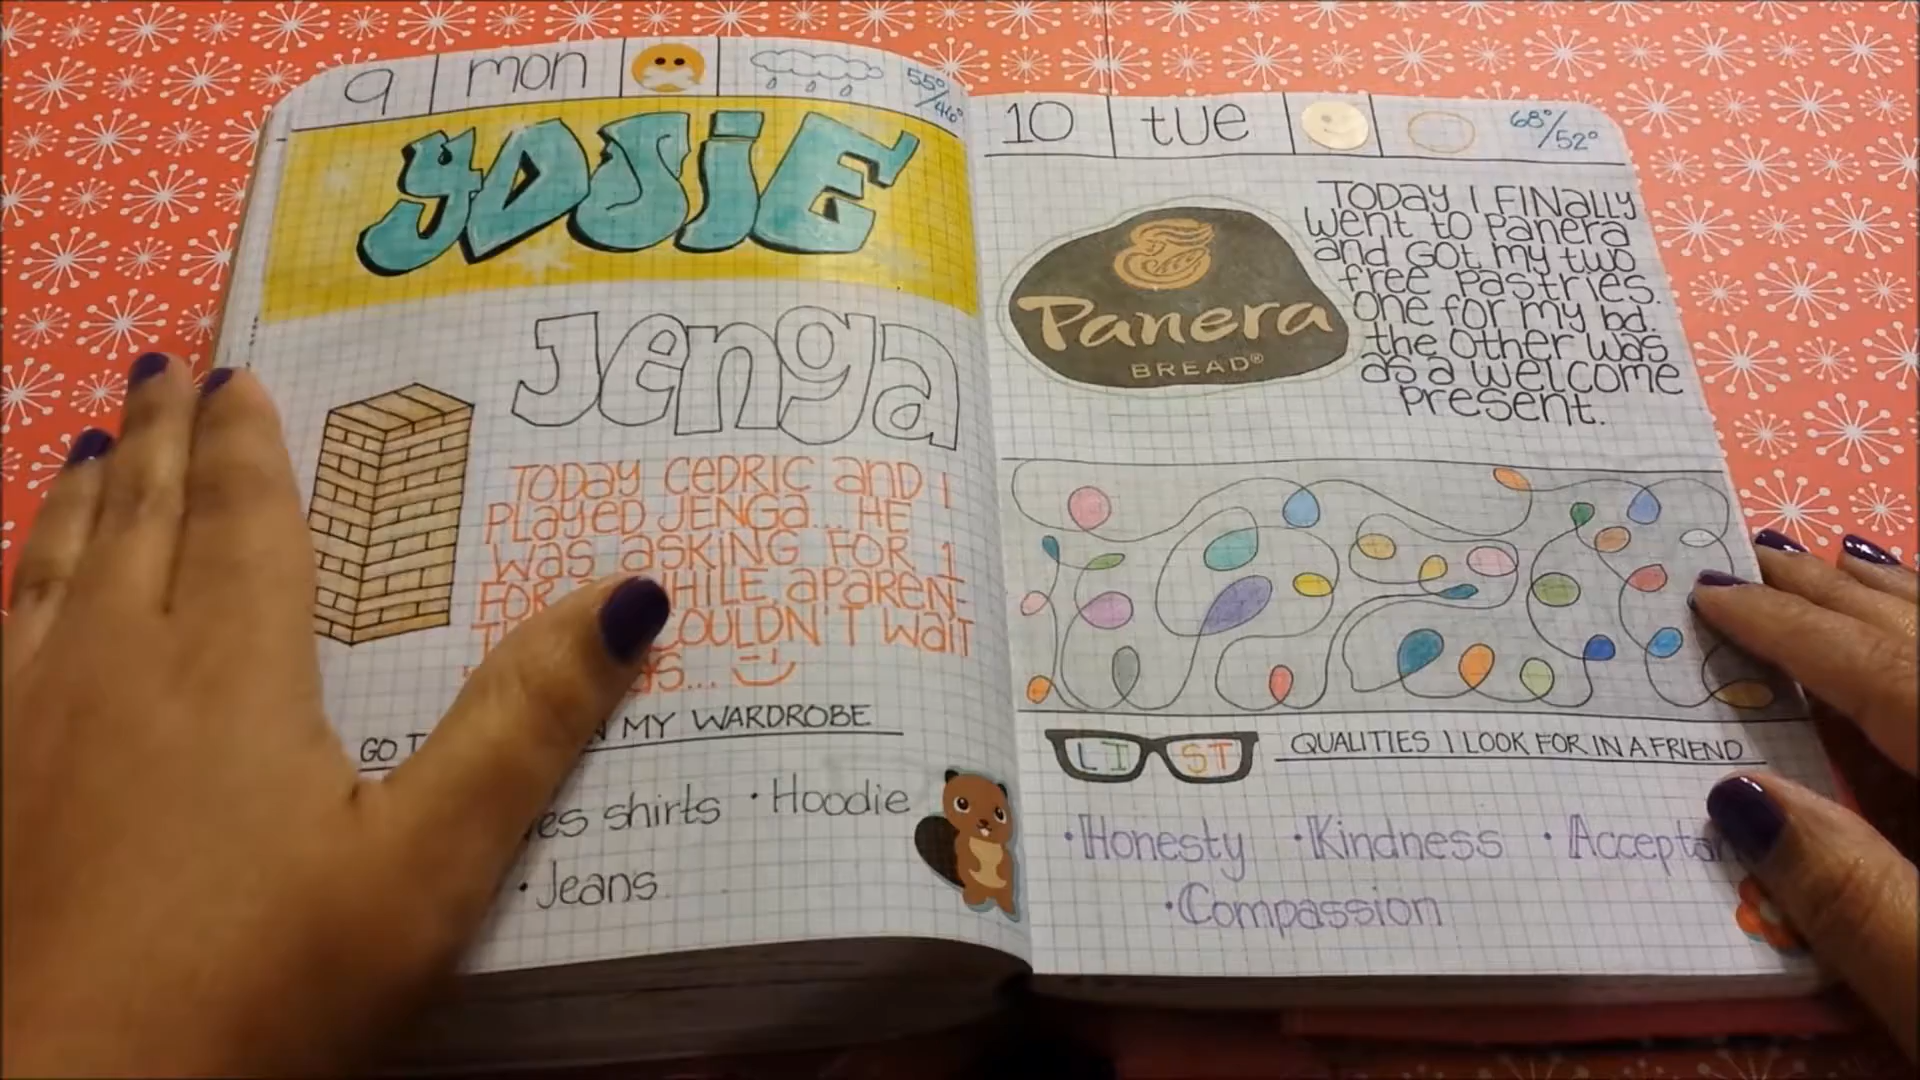 9 mon 55°/46°
YOSIE
Jenga
TODAY CEDRIC AND I
PLAYED JENGA... HE
WAS ASKING FOR 1
FOR HILE APAREN-
COULDN'T WAIT
GO T MY WARDROBE
es shirts · Hoodie
· Jeans
10 tue 68°/52°
TODAY I FINALLY
WENT TO PANERA
AND GOT MY TWO
FREE PASTRIES.
ONE FOR MY bd.
THE OTHER WAS
AS A WELCOME
PRESENT.
Panera
BREAD®
LIST QUALITIES I LOOK FOR IN A FRIEND
· Honesty · Kindness · Accepta
· Compassion